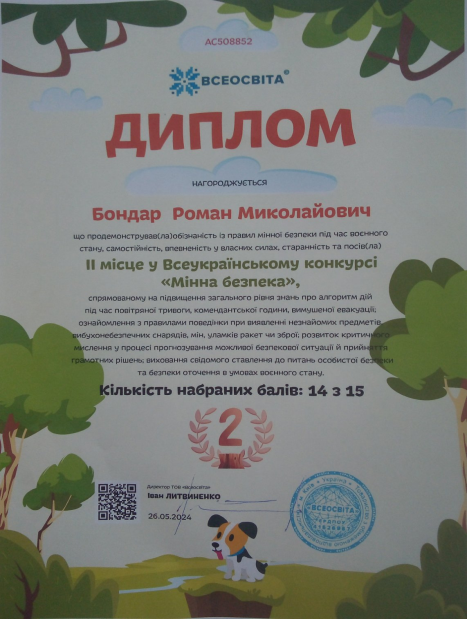 АС508852
ВСЕОСВІТА
ДИПЛОМ
НАГОРОДЖУЄТЬСЯ
Бондар Роман Миколайович
що продемонструвае(ла)обізнаність із правил мінної безпеки під час воєнного
стану, самостійність, впевненість у власних силах, старанність та посів(ла)
ІІ місце у Всеукраїнському конкурсі
«Мінна безпека»,
спрямованому на підвищення загального рівня знань про алгоритм дій
під час повітряної тривоги, комендантської години, вимушеної евакуації;
ознайомлення з правилами поведінки при виявленні незнайомих предметів,
вибухонебезпечних снарядів, мін, уламків ракет чи зброї; розвиток критичного
мислення у процесі прогнозування можливої безпекової ситуації й прийняття
грамотних рішень; виховання свідомого ставлення до питань особистої безпеки
та безпеки оточення в умовах воєнного стану.
Кількість набраних балів: 14 з 15
2
Директор ТОВ «ВСЕОСВІТА»
Іван ЛИТВИНЕНКО
26.05.2024
«ВСЕОСВІТА»